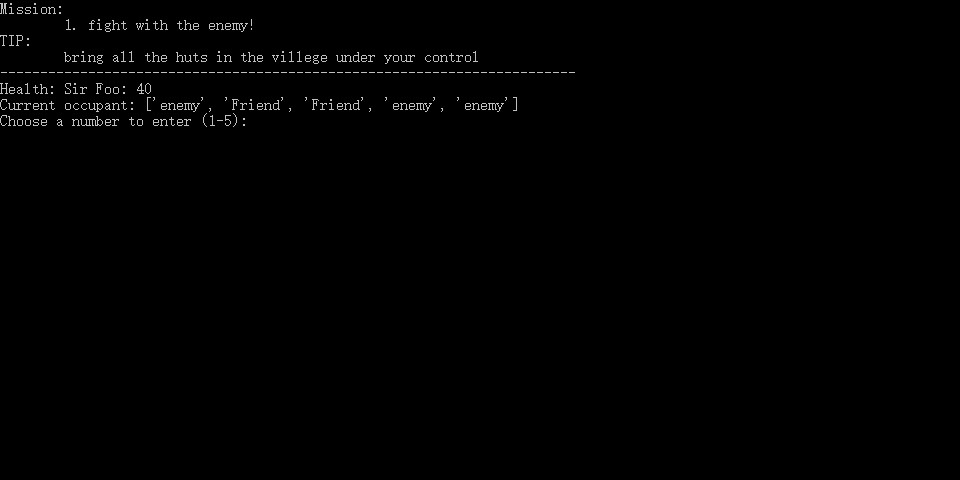 Mission:
1. fight with the enemy!
TIP:
bring all the huts in the villege under your control
------------------------------------------------------------------------
Health: Sir Foo: 40
Current occupant: ['enemy', 'Friend', 'Friend', 'enemy', 'enemy']
Choose a number to enter (1-5):